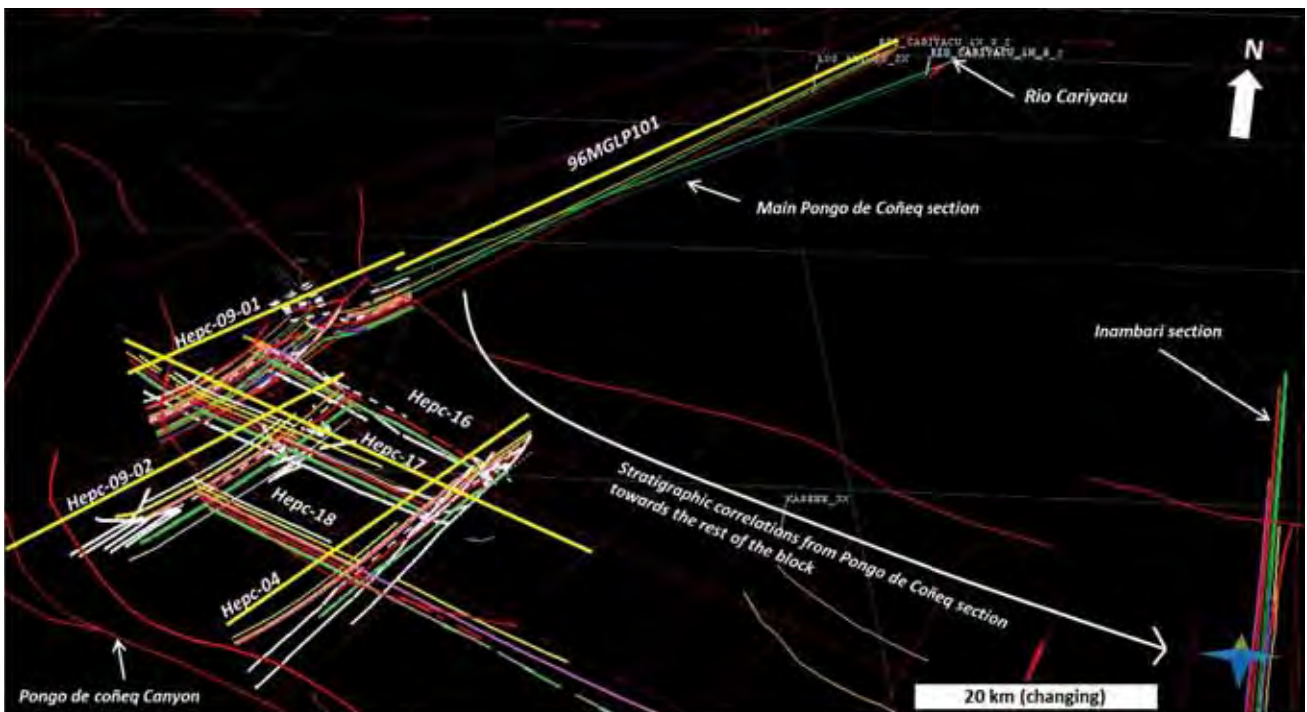 N
Rio Cariyacu
96MGLP101
Main Pongo de Coñeq section
Hepc-09-01
Inambari section
Hepc-16
Hepc-17
Hepc-09-02
Hepc-18
Stratigraphic correlations from Pongo de Coñeq section
towards the rest of the block
Hepc-04
Pongo de coñeq Canyon
20 km (changing)